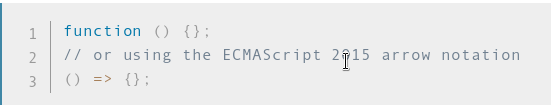 1 function () {};
2 // or using the ECMAScript 2015 arrow notation
3 () => {};